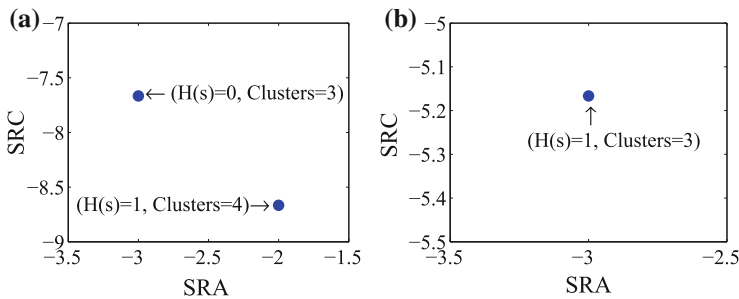 (a)
−7
−7.5
−8
−8.5
−9
SRC
← (H(s)=0, Clusters=3)
(H(s)=1, Clusters=4)→
−3.5
−3
−2.5
−2
−1.5
SRA
(b)
−5
−5.1
−5.2
−5.3
−5.4
−5.5
SRC
↑
(H(s)=1, Clusters=3)
−3.5
−3
−2.5
SRA